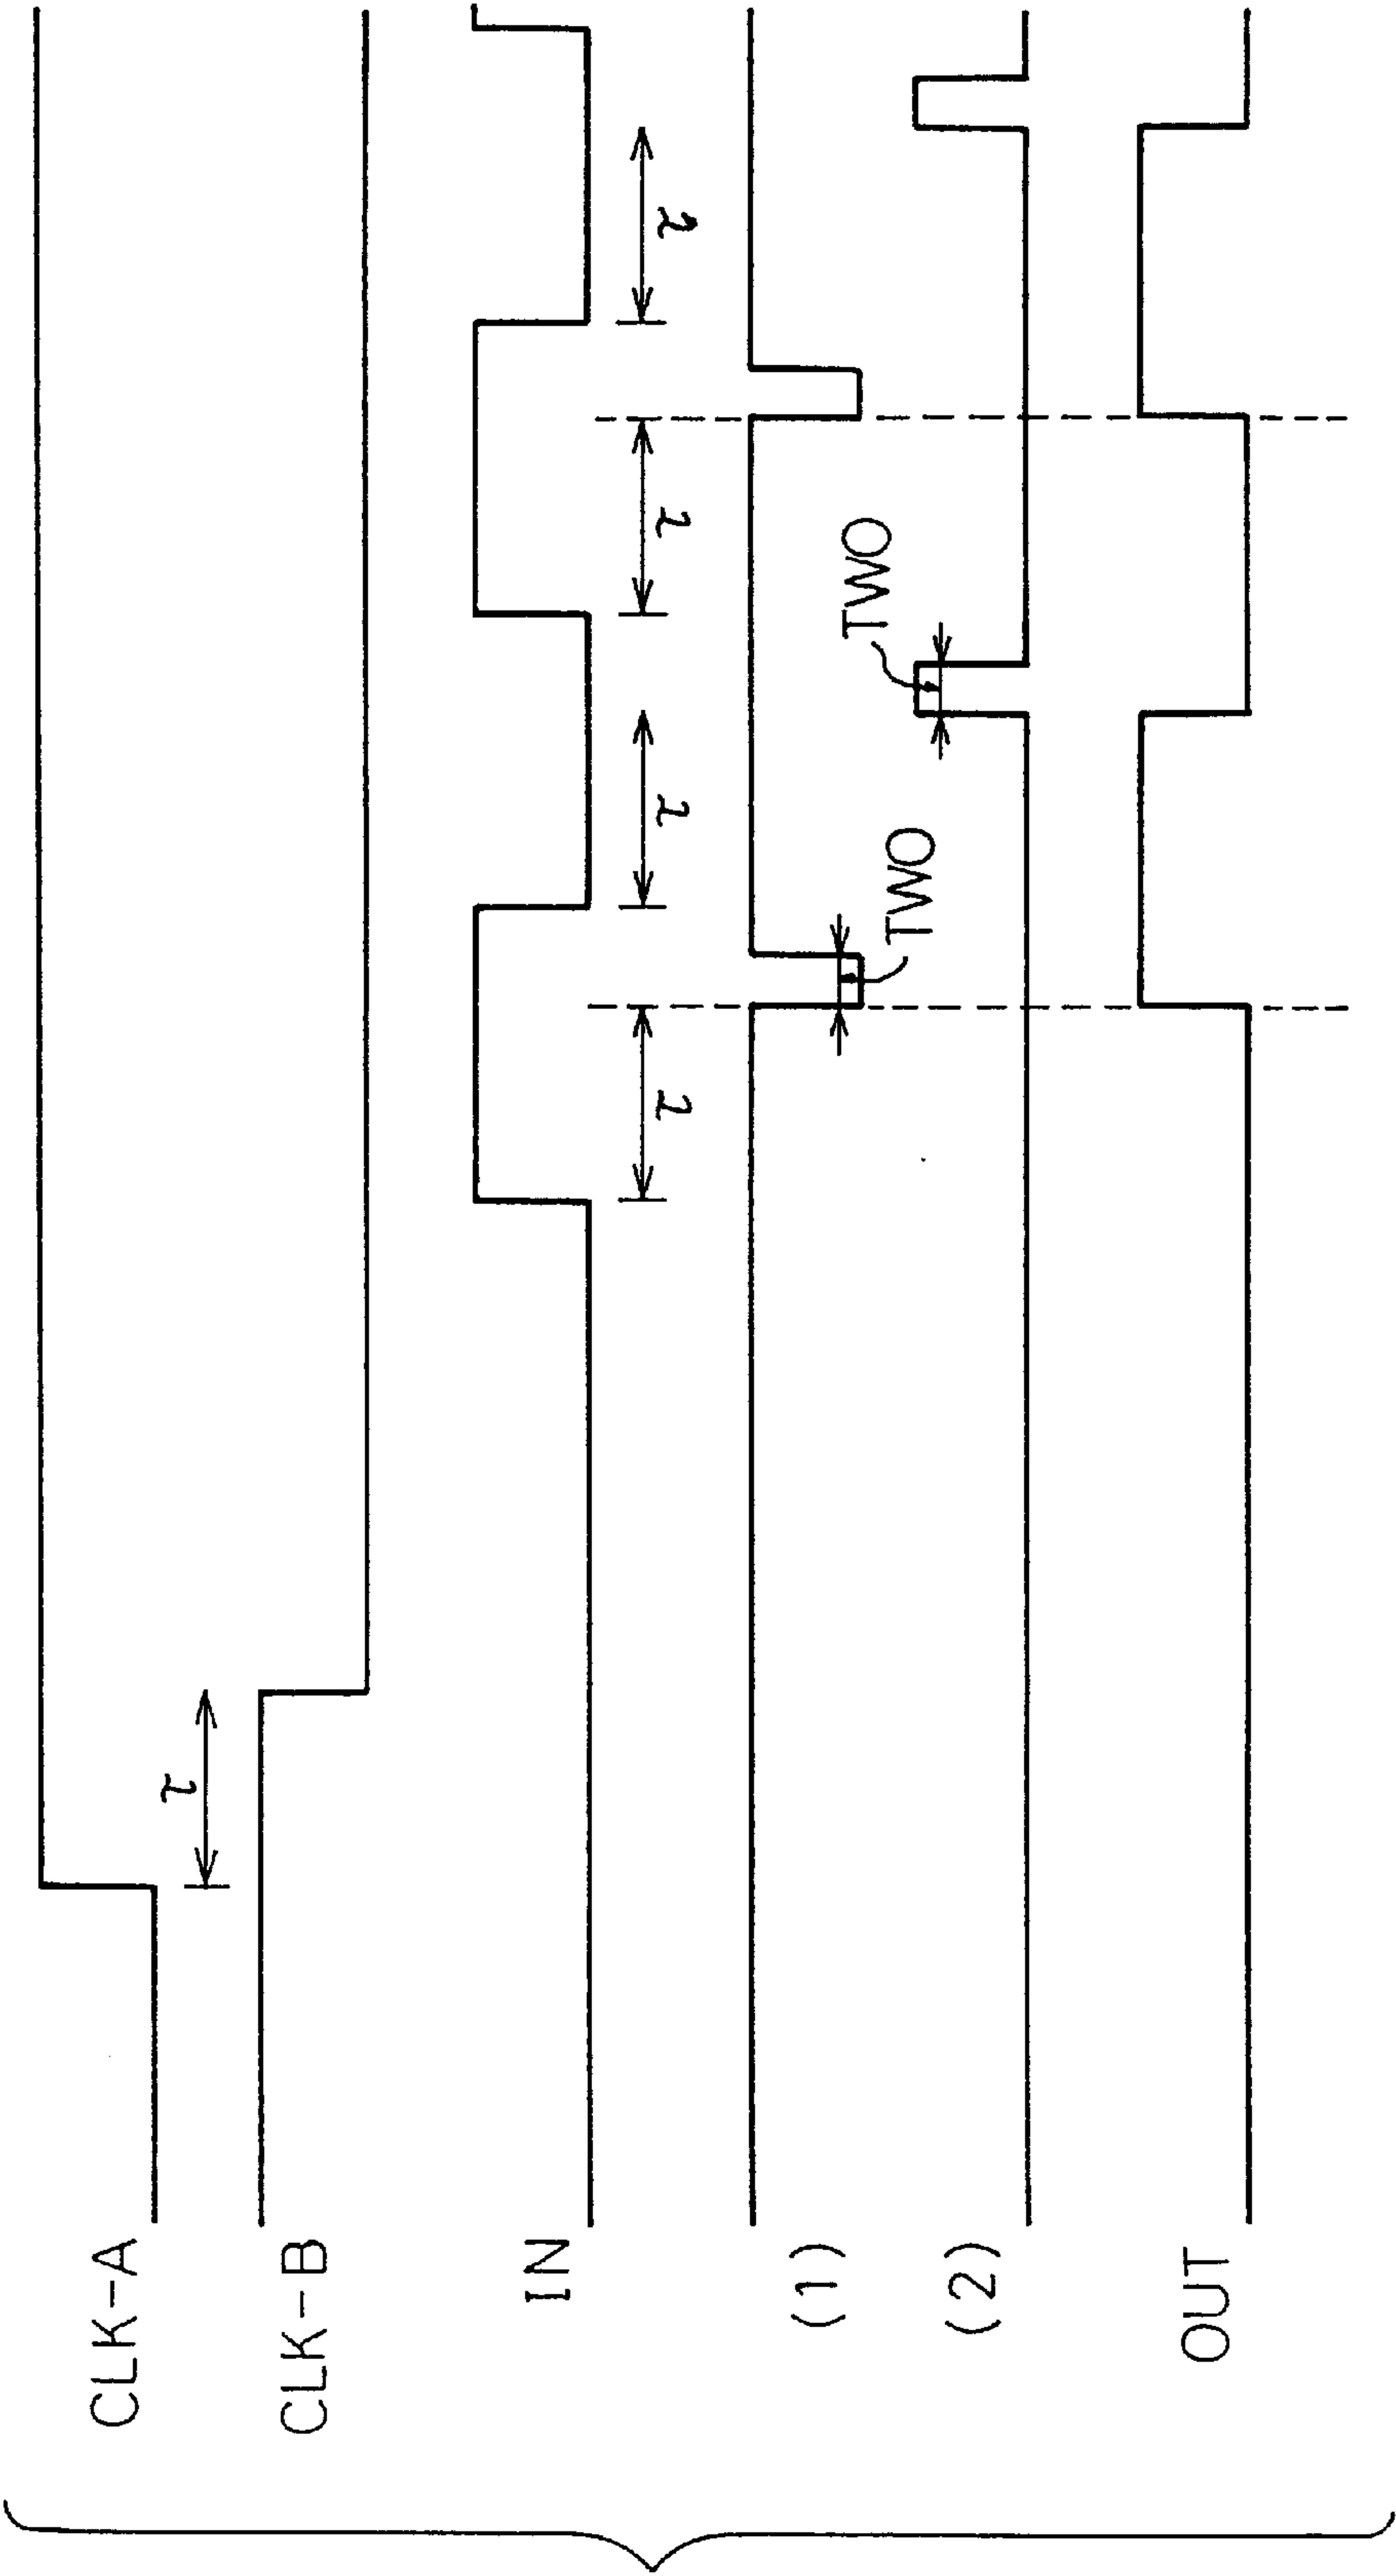 CLK-A
τ
CLK-B
IN
τ
τ
τ
τ
(1)
TWO
(2)
TWO
OUT